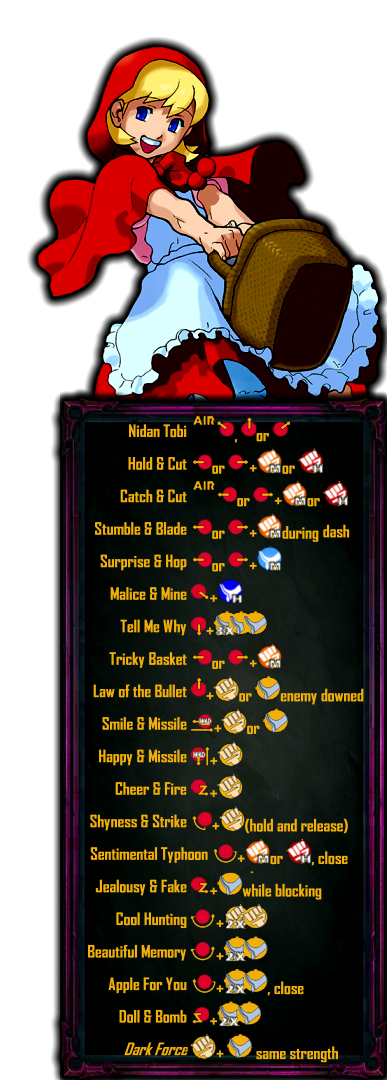 Nidan Tobi AIR , or
Hold & Cut or + M or H
Catch & Cut AIR or + M or H
Stumble & Blade or + M during dash
Surprise & Hop or + M
Malice & Mine + H
Tell Me Why + 3X
Tricky Basket or + M
Law of the Bullet + or enemy downed
Smile & Missile HOLD + or
Happy & Missile HOLD +
Cheer & Fire +
Shyness & Strike + (hold and release)
Sentimental Typhoon + M or H , close
Jealousy & Fake + while blocking
Cool Hunting + 2X
Beautiful Memory + 2X
Apple For You + 2X , close
Doll & Bomb + 2X
Dark Force + same strength